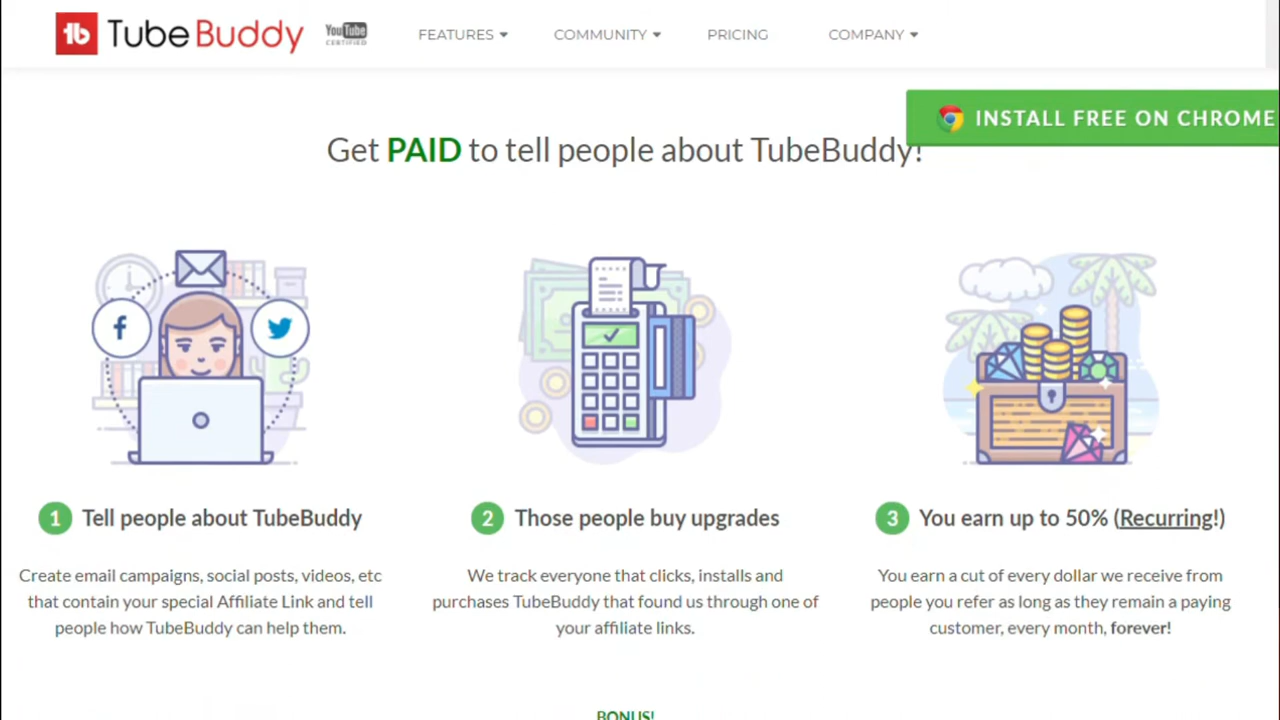 tb TubeBuddy YouTube CERTIFIED FEATURES COMMUNITY PRICING COMPANY
INSTALL FREE ON CHROME
Get PAID to tell people about TubeBuddy!
1 Tell people about TubeBuddy
Create email campaigns, social posts, videos, etc
that contain your special Affiliate Link and tell
people how TubeBuddy can help them.
2 Those people buy upgrades
We track everyone that clicks, installs and
purchases TubeBuddy that found us through one of
your affiliate links.
3 You earn up to 50% (Recurring!)
You earn a cut of every dollar we receive from
people you refer as long as they remain a paying
customer, every month, forever!
BONUS!